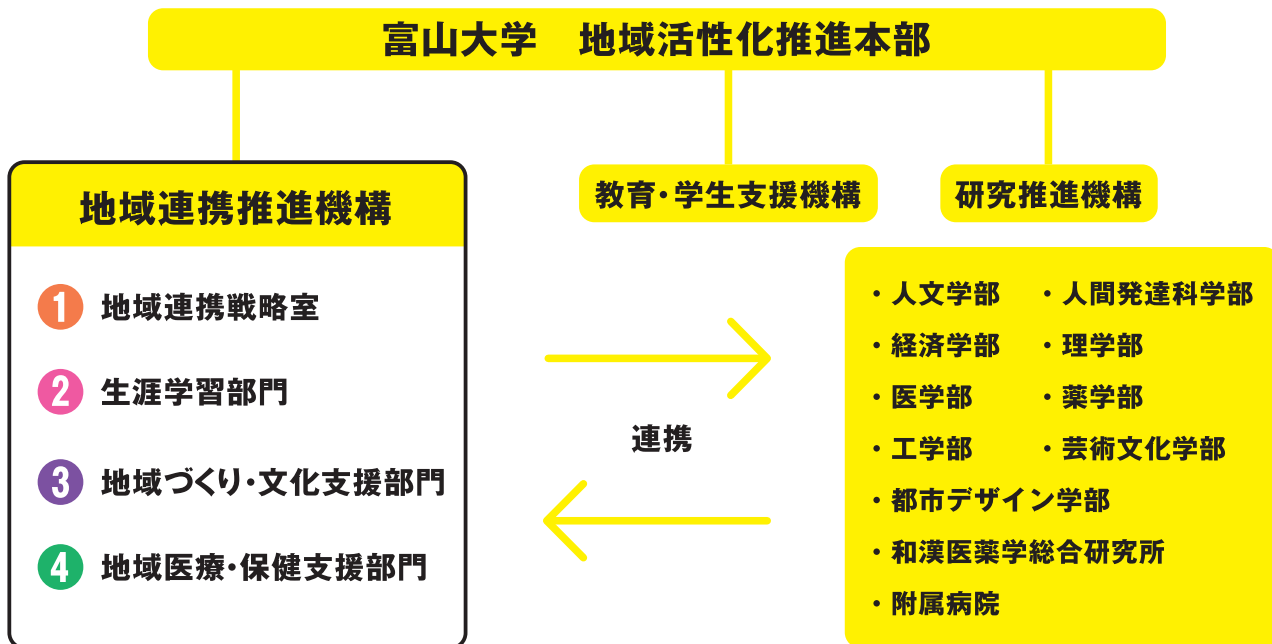 富山大学　地域活性化推進本部
地域連携推進機構
1 地域連携戦略室
2 生涯学習部門
3 地域づくり・文化支援部門
4 地域医療・保健支援部門
教育・学生支援機構
研究推進機構
連携
・人文学部 ・人間発達科学部
・経済学部 ・理学部
・医学部 ・薬学部
・工学部 ・芸術文化学部
・都市デザイン学部
・和漢医薬学総合研究所
・附属病院